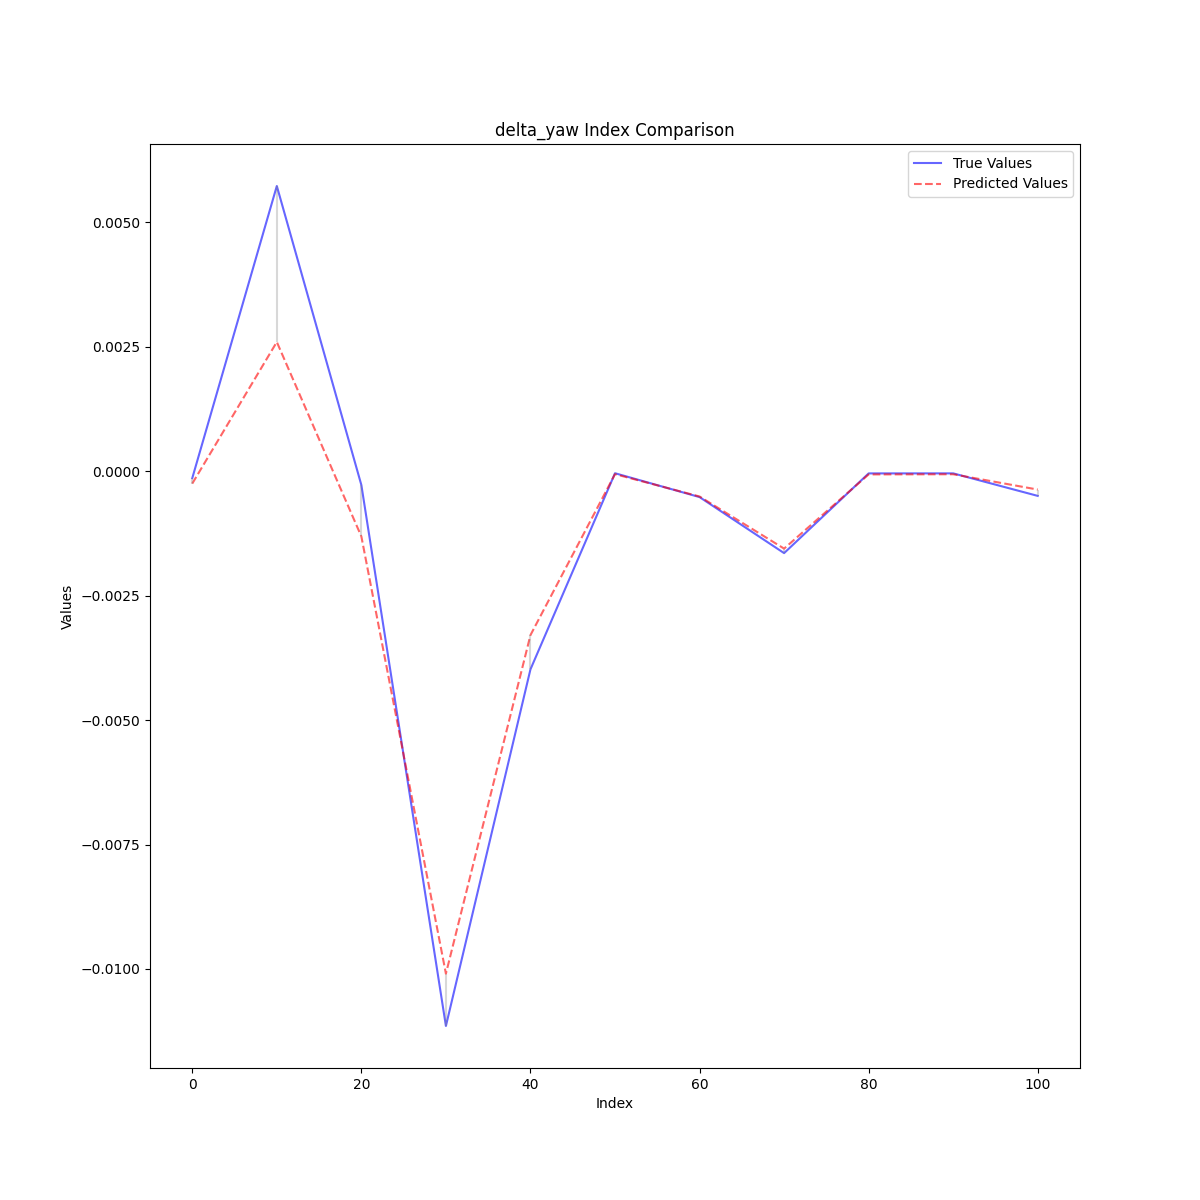 delta_yaw Index Comparison
True Values
Predicted Values
0.0050
0.0025
0.0000
−0.0025
−0.0050
−0.0075
−0.0100
Values
0 20 40 60 80 100
Index